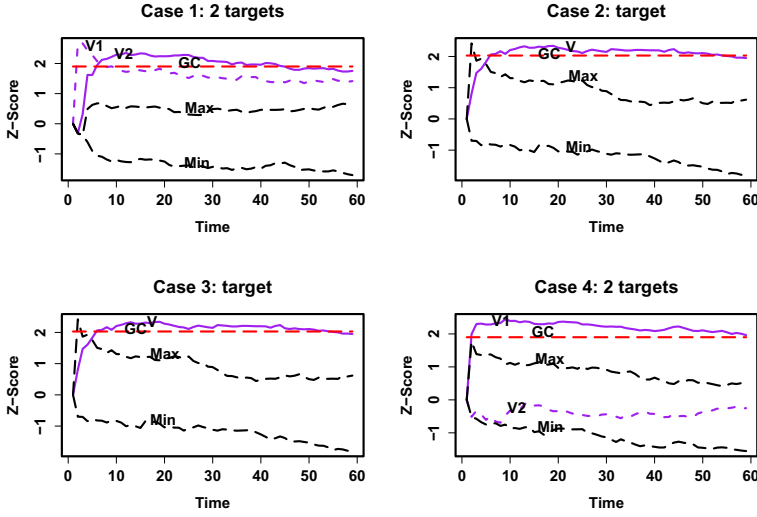 Case 1: 2 targets
Z-Score
2
1
0
−1
V1
V2
GC
Max
Min
0 10 20 30 40 50 60
Time
Case 2: target
Z-Score
2
1
0
−1
V
Max
Min
0 10 20 30 40 50 60
Time
Case 3: target
Z-Score
2
1
0
−1
GC
V
Max
Min
0 10 20 30 40 50 60
Time
Case 4: 2 targets
Z-Score
2
1
0
−1
V1
GC
Max
V2
Min
0 10 20 30 40 50 60
Time